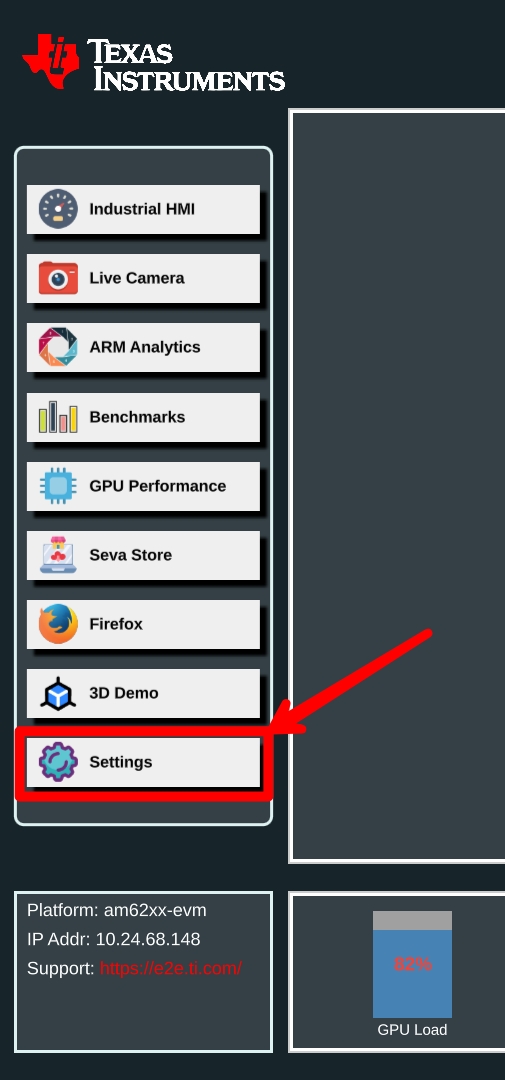 TEXAS
INSTRUMENTS
Industrial HMI
Live Camera
ARM Analytics
Benchmarks
GPU Performance
Seva Store
Firefox
3D Demo
Settings
Platform: am62xx-evm
IP Addr: 10.24.68.148
Support: https://e2e.ti.com/
82%
GPU Load